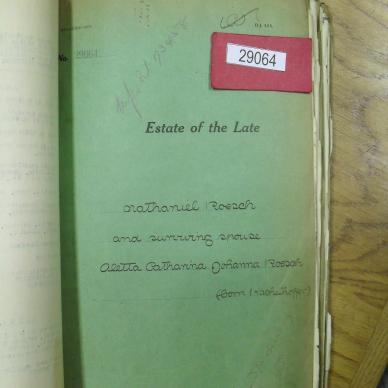 No. 29064
29064
Estate of the Late
Nathaniel Roesch
and surviving spouse
Aletta Catharina Johanna Roesch
(born